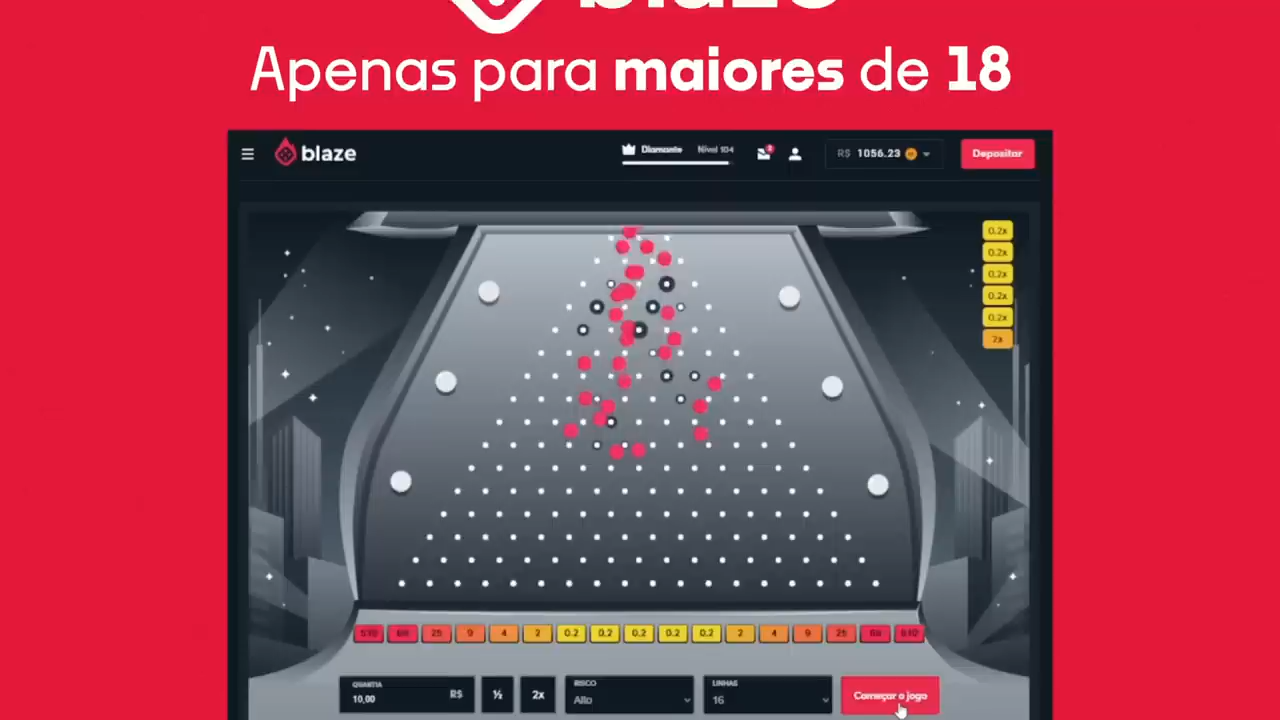 blaze
Apenas para maiores de 18
blaze
Diamante Nível 104
2
R$ 1056.23
Depositar
0.2x
0.2x
0.2x
0.2x
0.2x
2x
25 9 4 2 0.2 0.2 0.2 0.2 0.2 2 4 9 25
QUANTIA
10,00 R$
½
2x
RISCO
Alto
LINHAS
16
Começar o jogo